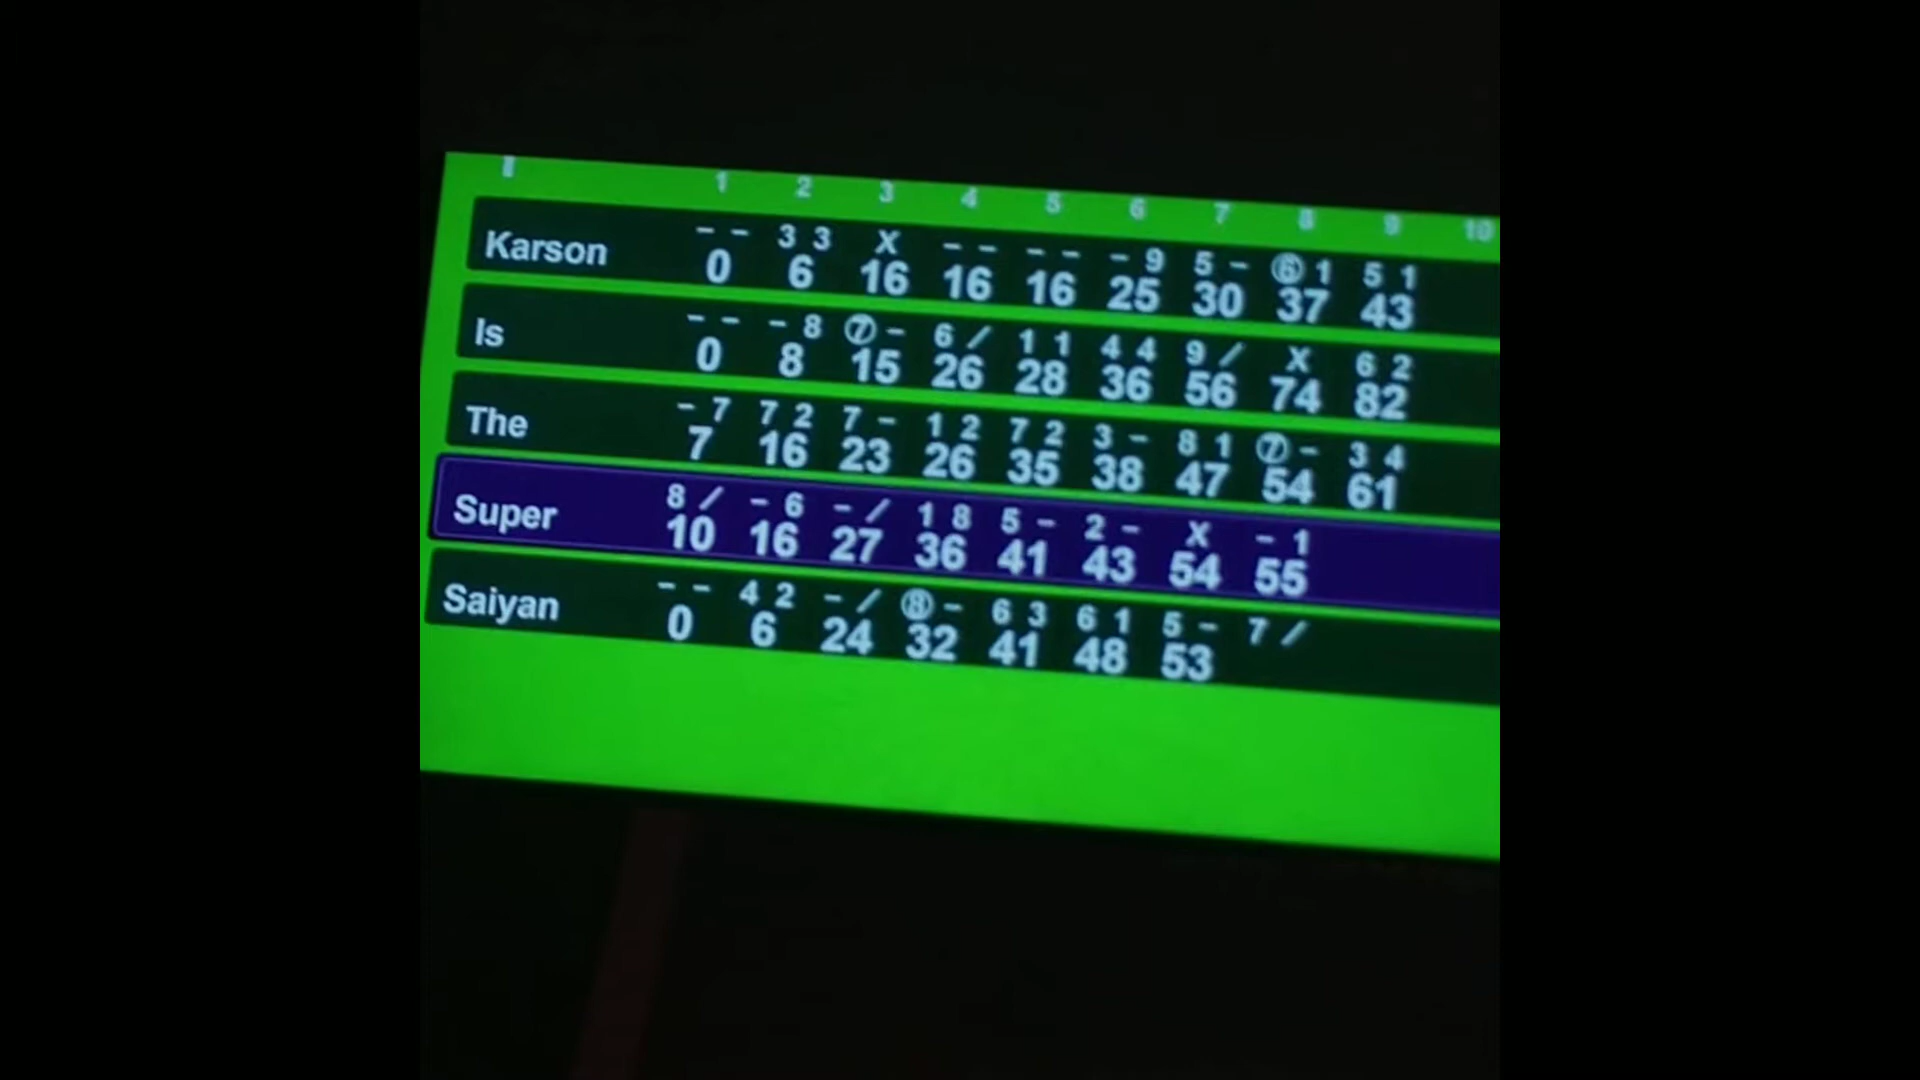 1 2 3 4 5 6 7 8 9 10
Karson - - 3 3 X - - - - - 9 5 - ⑥ 1 5 1
0 6 16 16 16 25 30 37 43
Is - - - 8 ⑦ - 6 / 1 1 4 4 9 / X 6 2
0 8 15 26 28 36 56 74 82
The - 7 7 2 7 - 1 2 7 2 3 - 8 1 ⑦ - 3 4
7 16 23 26 35 38 47 54 61
Super 8 / - 6 - / 1 8 5 - 2 - X - 1
10 16 27 36 41 43 54 55
Saiyan - - 4 2 - / ⑧ - 6 3 6 1 5 - 7 /
0 6 24 32 41 48 53